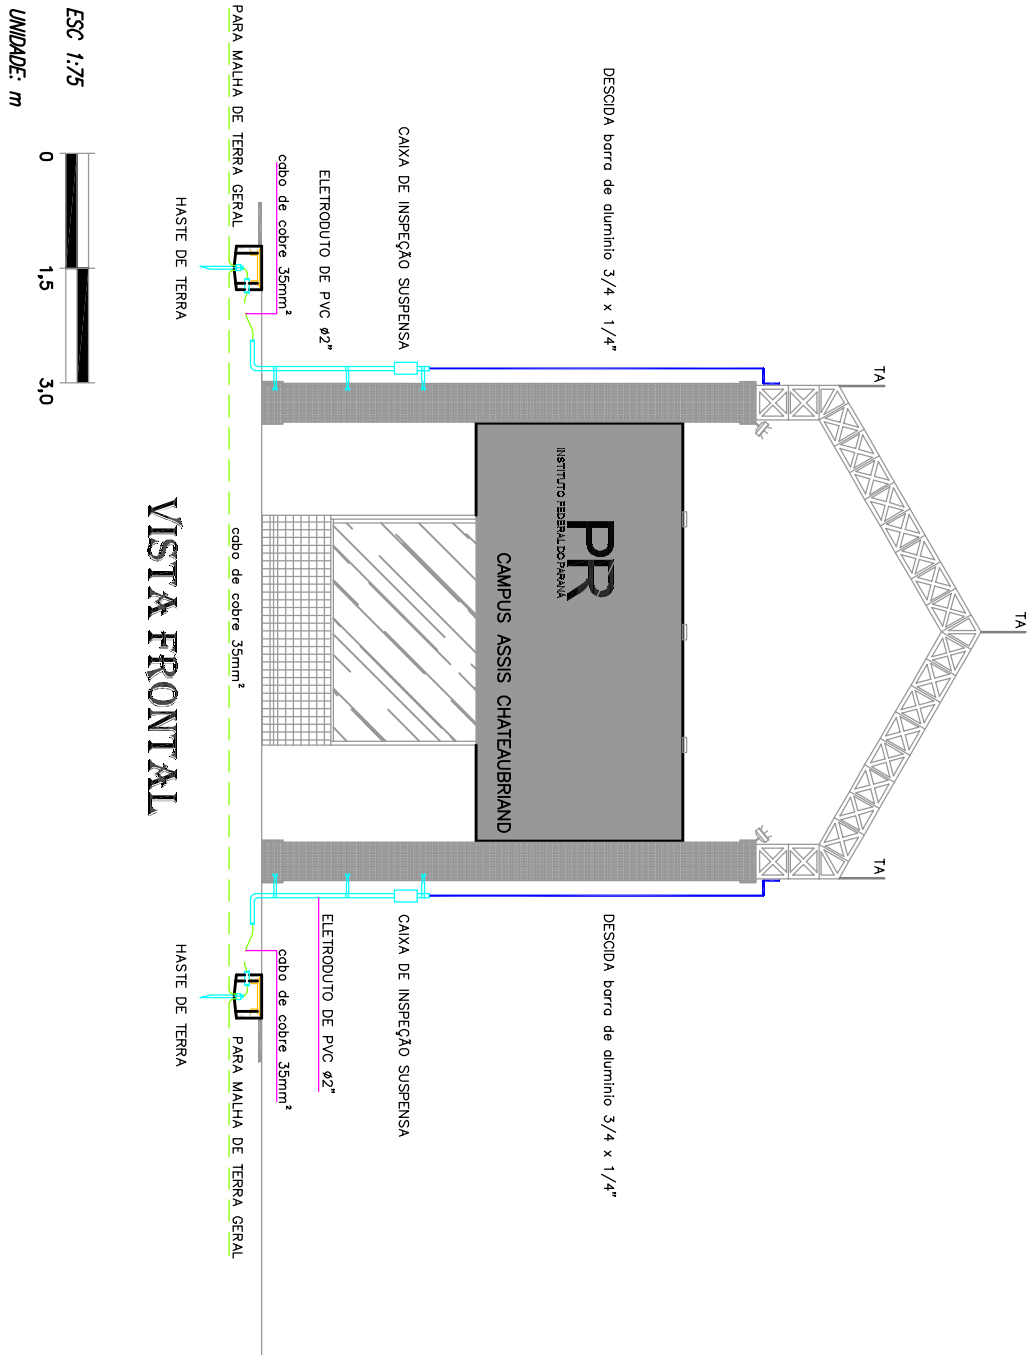 TA
TA
TA
DESCIDA barra de aluminio 3/4 x 1/4"
DESCIDA barra de aluminio 3/4 x 1/4"
PR
INSTITUTO FEDERAL DO PARANÁ
CAMPUS ASSIS CHATEAUBRIAND
CAIXA DE INSPEÇÃO SUSPENSA
CAIXA DE INSPEÇÃO SUSPENSA
ELETRODUTO DE PVC ø2"
ELETRODUTO DE PVC ø2"
cabo de cobre 35mm²
cabo de cobre 35mm²
PARA MALHA DE TERRA GERAL
cabo de cobre 35mm²
PARA MALHA DE TERRA GERAL
HASTE DE TERRA
HASTE DE TERRA
VISTA FRONTAL
ESC 1:75
0 1,5 3,0
UNIDADE: m